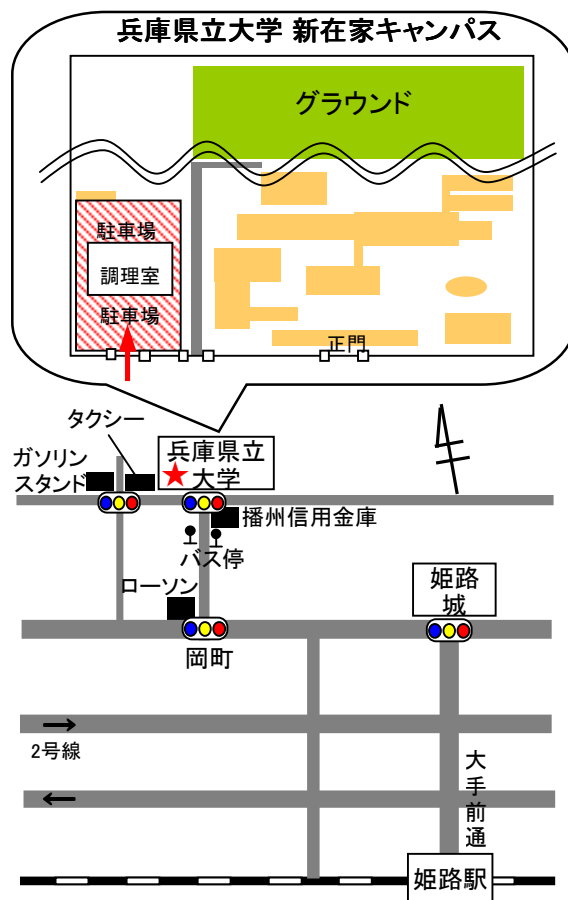 兵庫県立大学 新在家キャンパス
グラウンド
駐車場
調理室
駐車場
正門
タクシー
ガソリン
スタンド
兵庫県立
大学
播州信用金庫
バス停
ローソン
姫路
城
岡町
2号線
大手前通
姫路駅